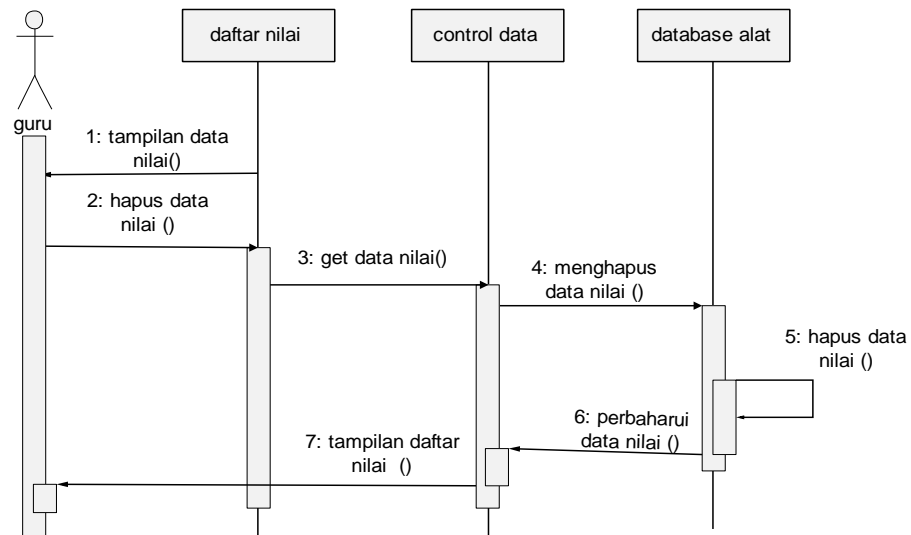 daftar nilai
control data
database alat
guru
1: tampilan data
nilai()
2: hapus data
nilai ()
3: get data nilai()
4: menghapus
data nilai ()
5: hapus data
nilai ()
6: perbaharui
data nilai ()
7: tampilan daftar
nilai ()